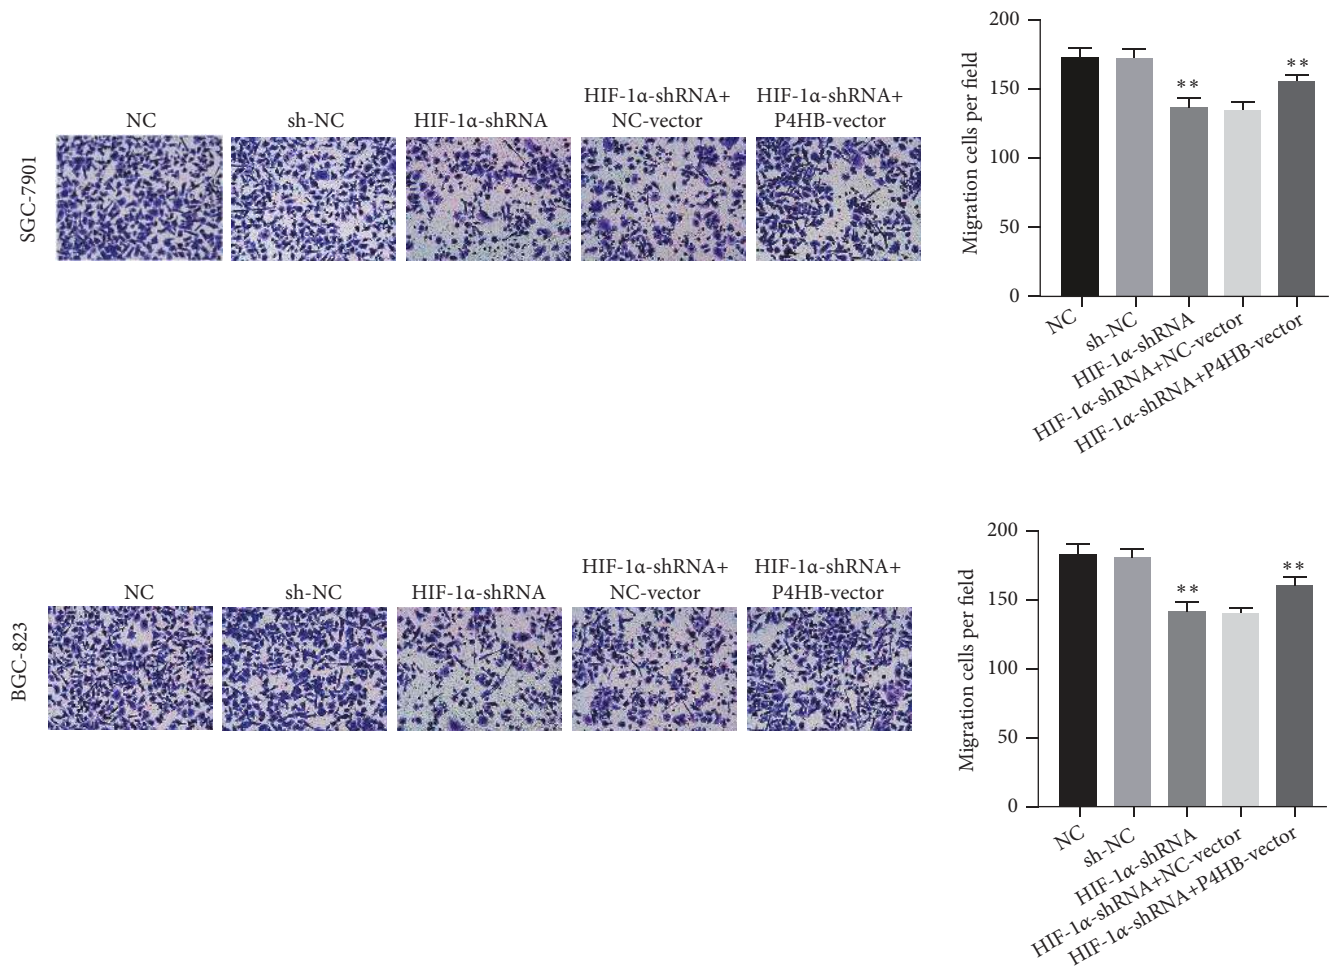 SGC-7901
NC
sh-NC
HIF-1α-shRNA
HIF-1α-shRNA+
NC-vector
HIF-1α-shRNA+
P4HB-vector
Migration cells per field
200
150
100
50
0
**
**
NC
sh-NC
HIF-1α-shRNA
HIF-1α-shRNA+NC-vector
HIF-1α-shRNA+P4HB-vector
BGC-823
NC
sh-NC
HIF-1α-shRNA
HIF-1α-shRNA+
NC-vector
HIF-1α-shRNA+
P4HB-vector
Migration cells per field
200
150
100
50
0
**
**
NC
sh-NC
HIF-1α-shRNA
HIF-1α-shRNA+NC-vector
HIF-1α-shRNA+P4HB-vector